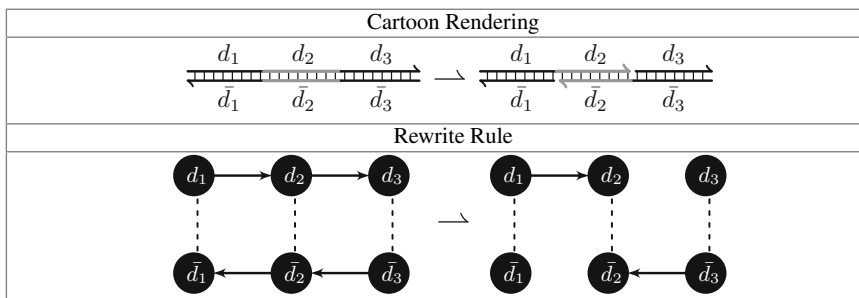 Cartoon Rendering
d₁ d₂ d₃ ⇀ d₁ d₂ d₃
d̄₁ d̄₂ d̄₃ d̄₁ d̄₂ d̄₃
Rewrite Rule
d₁ d₂ d₃ d₁ d₂ d₃
⇀
d̄₁ d̄₂ d̄₃ d̄₁ d̄₂ d̄₃